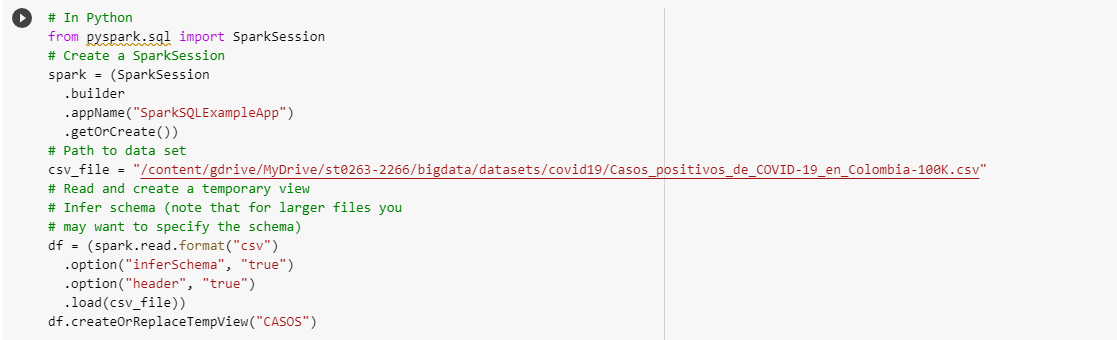 # In Python
from pyspark.sql import SparkSession
# Create a SparkSession
spark = (SparkSession
  .builder
  .appName("SparkSQLExampleApp")
  .getOrCreate())
# Path to data set
csv_file = "/content/gdrive/MyDrive/st0263-2266/bigdata/datasets/covid19/Casos_positivos_de_COVID-19_en_Colombia-100K.csv"
# Read and create a temporary view
# Infer schema (note that for larger files you
# may want to specify the schema)
df = (spark.read.format("csv")
  .option("inferSchema", "true")
  .option("header", "true")
  .load(csv_file))
df.createOrReplaceTempView("CASOS")